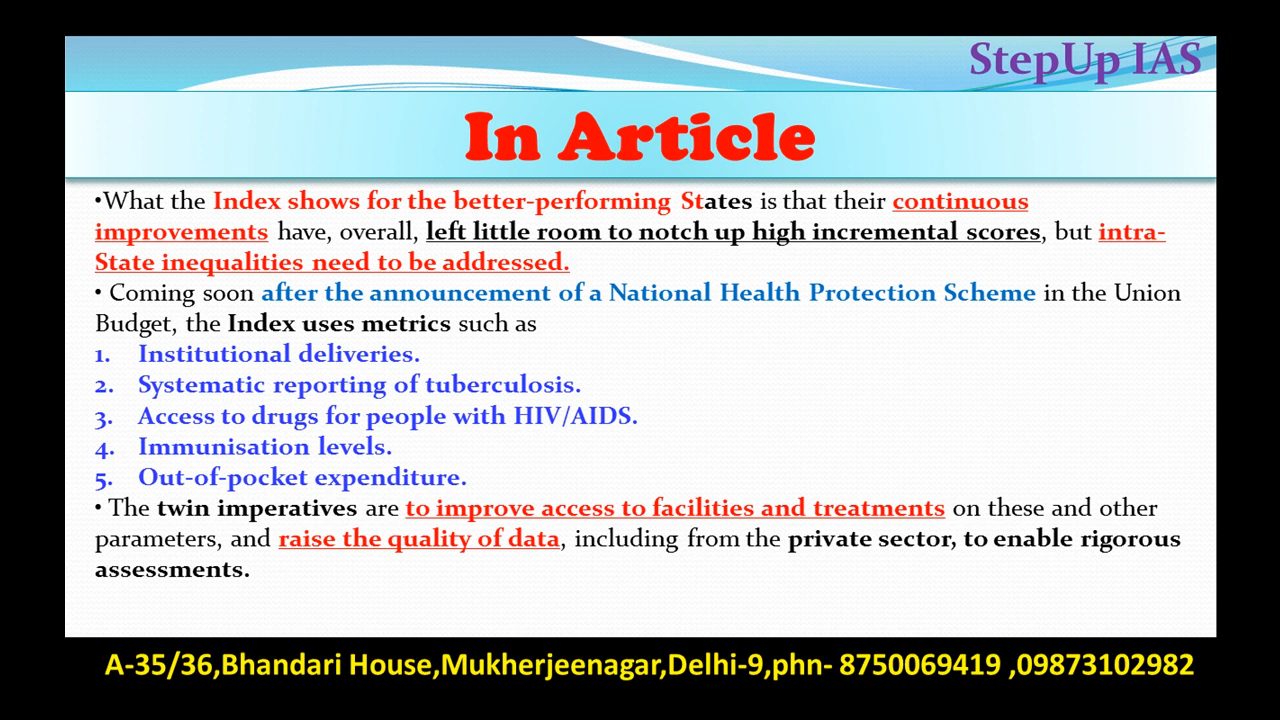 StepUp IAS
In Article
•What the Index shows for the better-performing States is that their continuous
improvements have, overall, left little room to notch up high incremental scores, but intra-
State inequalities need to be addressed.
• Coming soon after the announcement of a National Health Protection Scheme in the Union
Budget, the Index uses metrics such as
1. Institutional deliveries.
2. Systematic reporting of tuberculosis.
3. Access to drugs for people with HIV/AIDS.
4. Immunisation levels.
5. Out-of-pocket expenditure.
• The twin imperatives are to improve access to facilities and treatments on these and other
parameters, and raise the quality of data, including from the private sector, to enable rigorous
assessments.
A-35/36,Bhandari House,Mukherjeenagar,Delhi-9,phn- 8750069419 ,09873102982